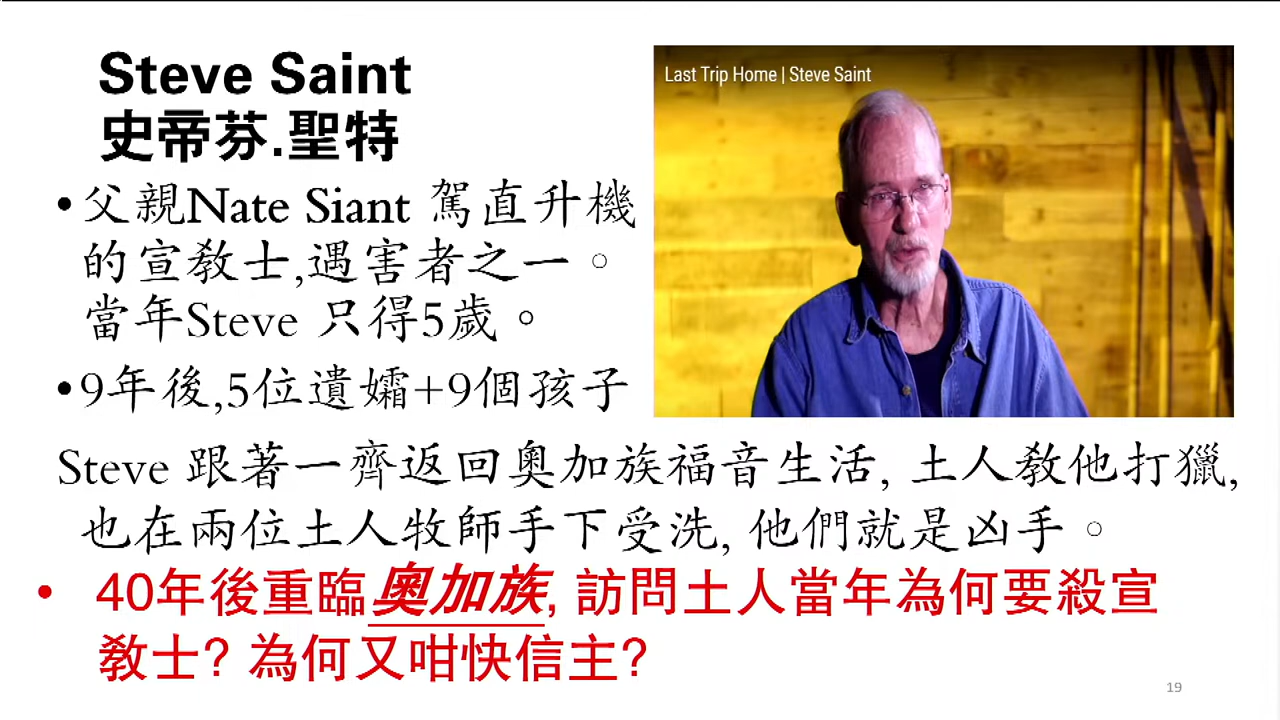 Steve Saint
史帝芬.聖特
Last Trip Home | Steve Saint
•父親Nate Siant 駕直升機
的宣教士,遇害者之一。
當年Steve 只得5歲。
•9年後,5位遺孀+9個孩子
Steve 跟著一齊返回奧加族福音生活, 土人教他打獵,
也在兩位土人牧師手下受洗, 他們就是凶手。
• 40年後重臨奧加族, 訪問土人當年為何要殺宣
教士? 為何又咁快信主?
19